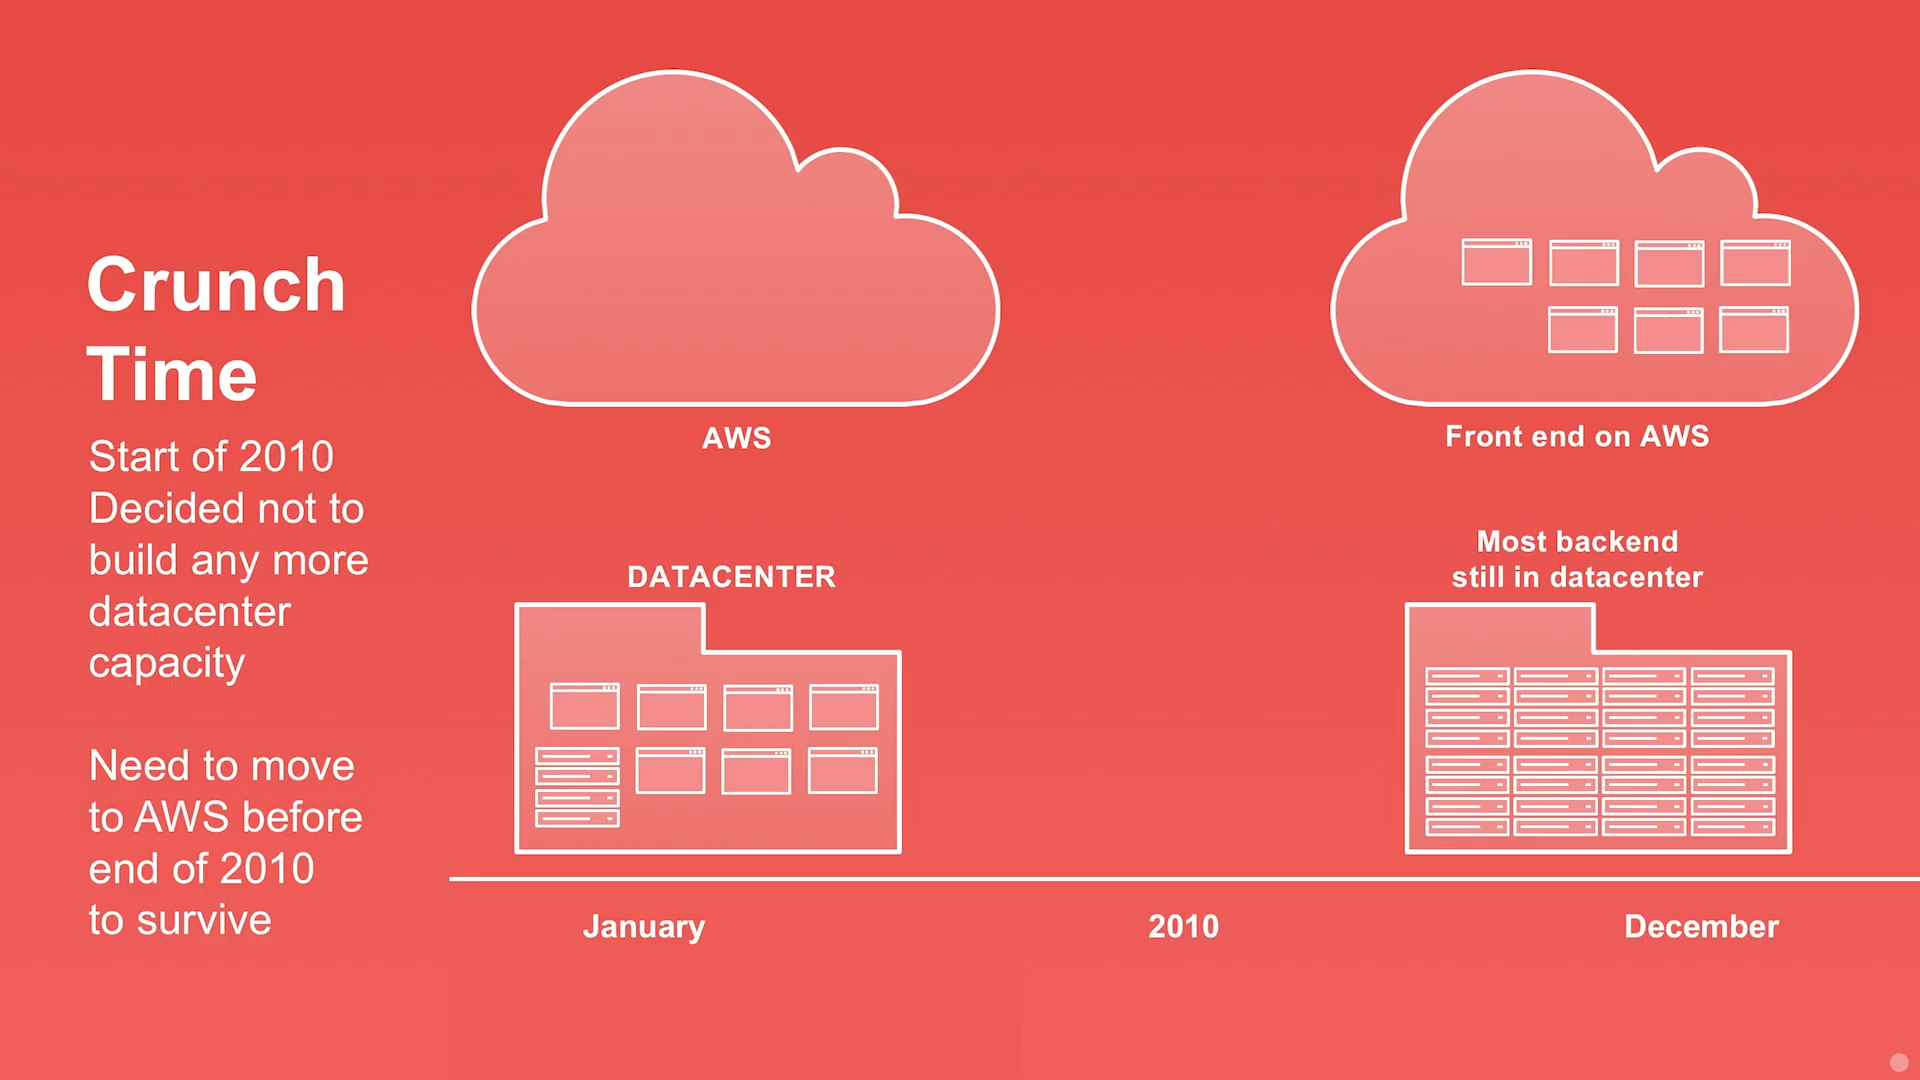 Crunch
Time
Start of 2010
Decided not to
build any more
datacenter
capacity
Need to move
to AWS before
end of 2010
to survive
AWS
DATACENTER
Front end on AWS
Most backend
still in datacenter
January
2010
December